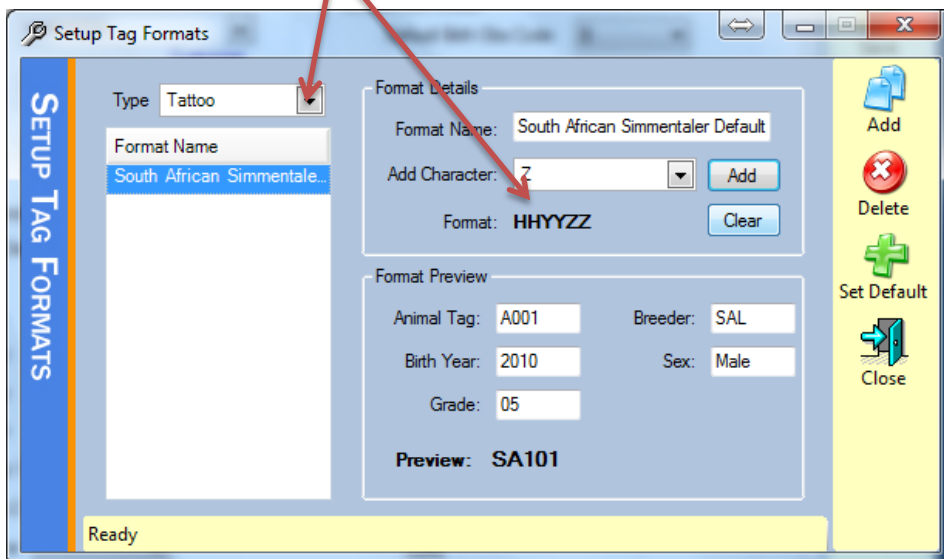 Setup Tag Formats
SETUP TAG FORMATS
Type Tattoo
Format Name
South African Simmentale...
Format Details
Format Name: South African Simmentaler Default
Add Character: Z Add
Format: HHYYZZ Clear
Format Preview
Animal Tag: A001 Breeder: SAL
Birth Year: 2010 Sex: Male
Grade: 05
Preview: SA101
Add
Delete
Set Default
Close
Ready